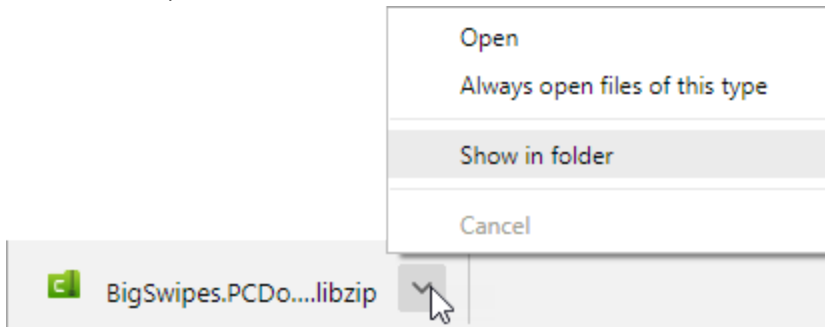 Open
Always open files of this type
Show in folder
Cancel
BigSwipes.PCDo....libzip